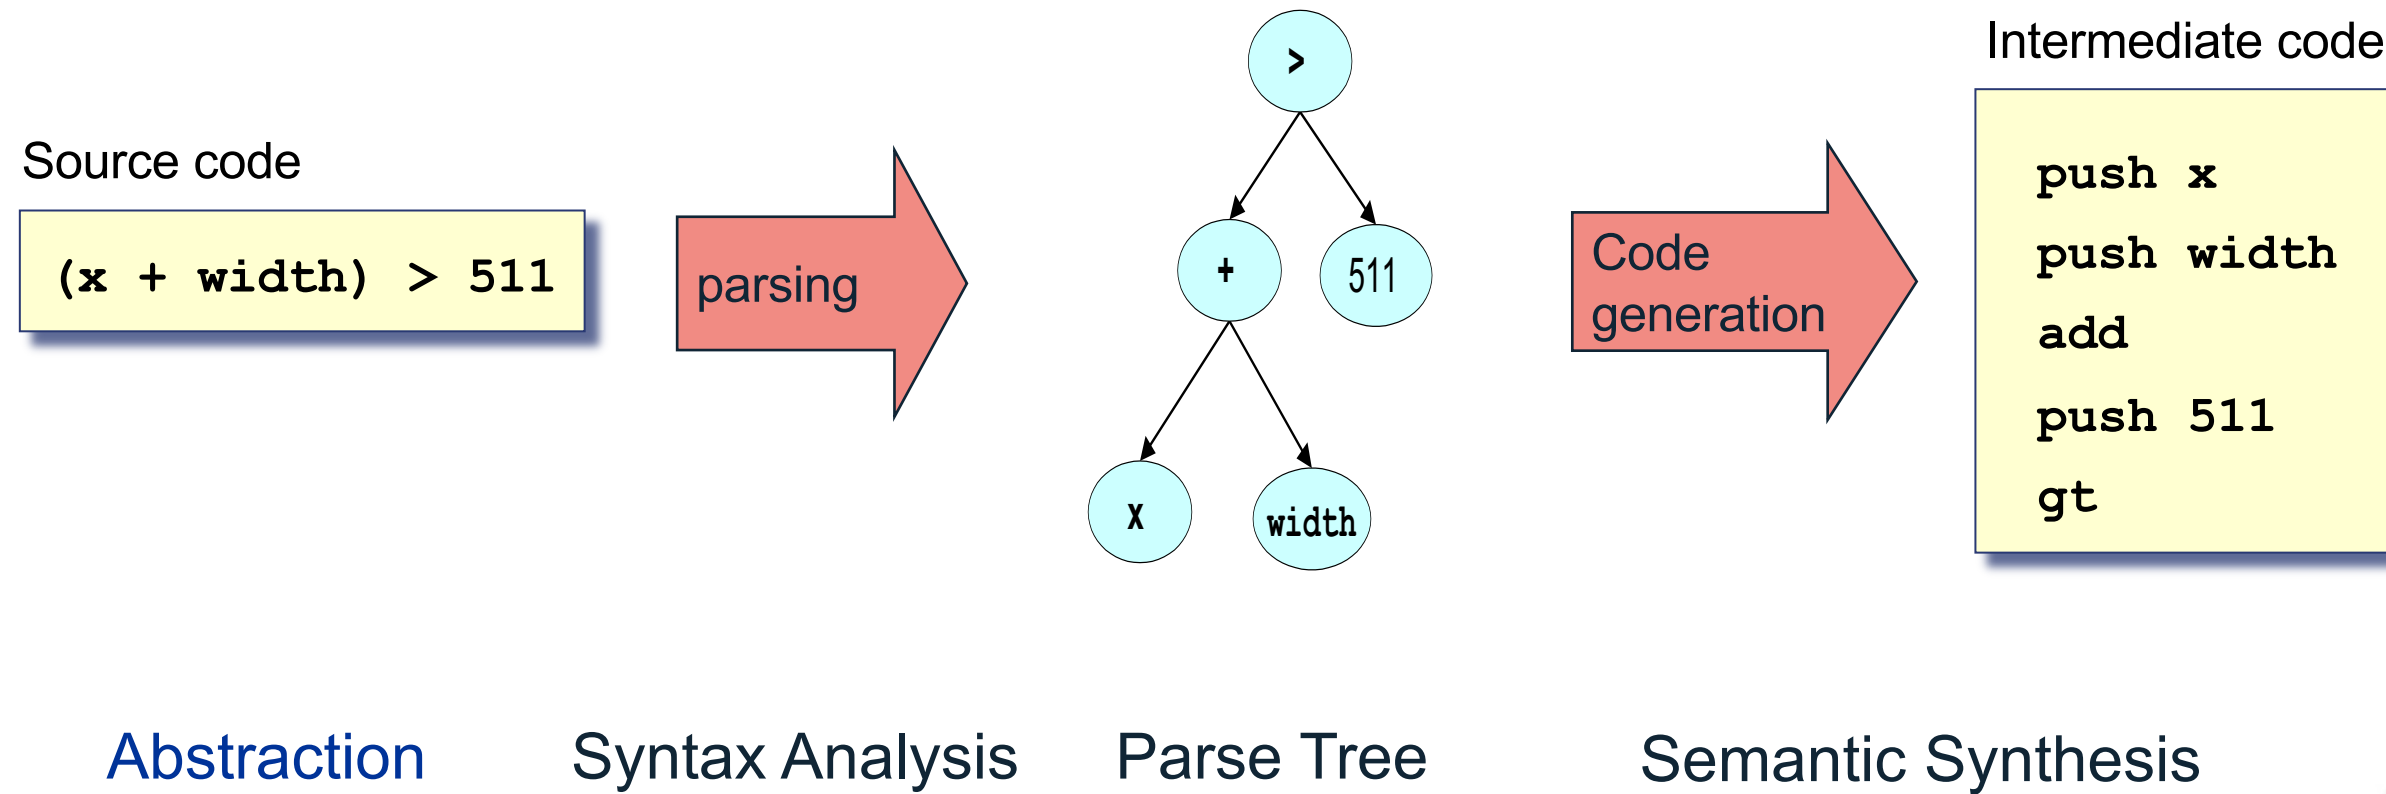 Source code
(x + width) > 511
parsing
>
+
511
x
width
Code
generation
Intermediate code
push x
push width
add
push 511
gt
Abstraction
Syntax Analysis
Parse Tree
Semantic Synthesis